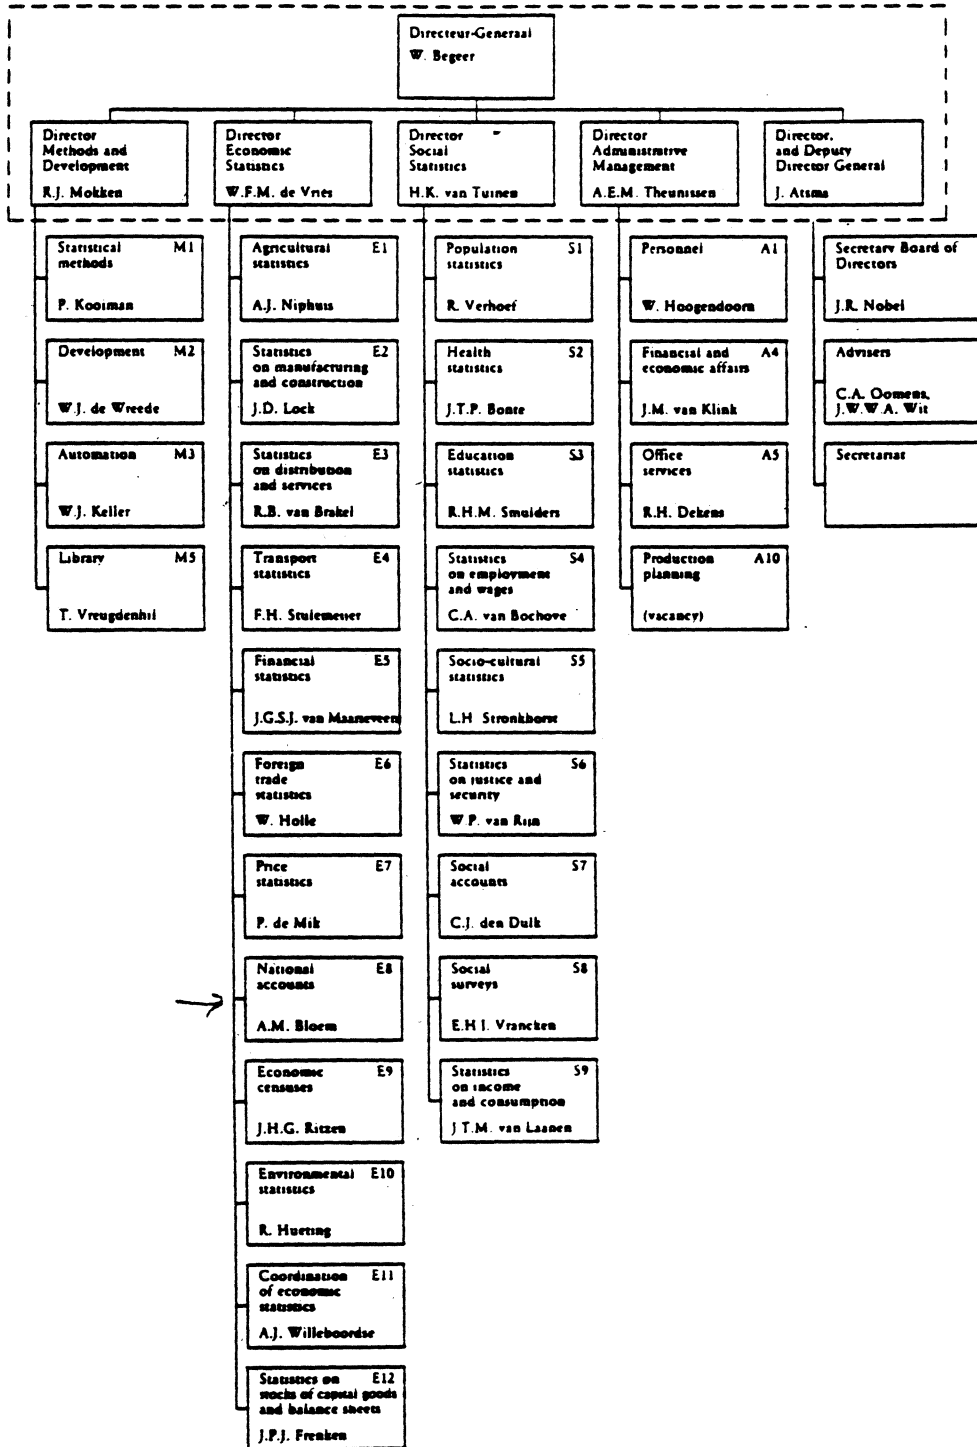 Directeur-Generaal
W. Begeer
Director
Methods and
Development
R.J. Mokken
Director
Economic
Statistics
W.F.M. de Vries
Director
Social
Statistics
H.K. van Tuinen
Director
Administrative
Management
A.E.M. Theunissen
Director,
and Deputy
Director General
J. Atsma
Statistical M1
methods
P. Kooiman
Development M2
W.J. de Wreede
Automation M3
W.J. Keller
Library M5
T. Vreugdenhil
Agricultural E1
statistics
A.J. Niphuis
Statistics E2
on manufacturing
and construction
J.D. Lock
Statistics E3
on distribution
and services
R.B. van Brakel
Transport E4
statistics
F.H. Stulemeijer
Financial E5
statistics
J.G.S.J. van Maarseveen
Foreign E6
trade
statistics
W. Holle
Price E7
statistics
P. de Mik
National E8
accounts
A.M. Bloem
Economic E9
censuses
J.H.G. Ritzen
Environmental E10
statistics
R. Hueting
Coordination E11
of economic
statistics
A.J. Willeboordse
Statistics on E12
stocks of capital goods
and balance sheets
J.P.J. Frenken
Population S1
statistics
R. Verhoef
Health S2
statistics
J.T.P. Bonte
Education S3
statistics
R.H.M. Smulders
Statistics S4
on employment
and wages
C.A. van Bochove
Socio-cultural S5
statistics
L.H. Stronkhorst
Statistics S6
on justice and
security
W.P. van Rijn
Social S7
accounts
C.J. den Dulk
Social S8
surveys
E.H.I. Vrancken
Statistics S9
on income
and consumption
J.T.M. van Laanen
Personnel A1
W. Hoogendoorn
Financial and A4
economic affairs
J.M. van Klink
Office A5
services
R.H. Dekens
Production A10
planning
(vacancy)
Secretary Board of
Directors
J.R. Nobel
Advisers
C.A. Oomens,
J.W.W.A. Wit
Secretariat